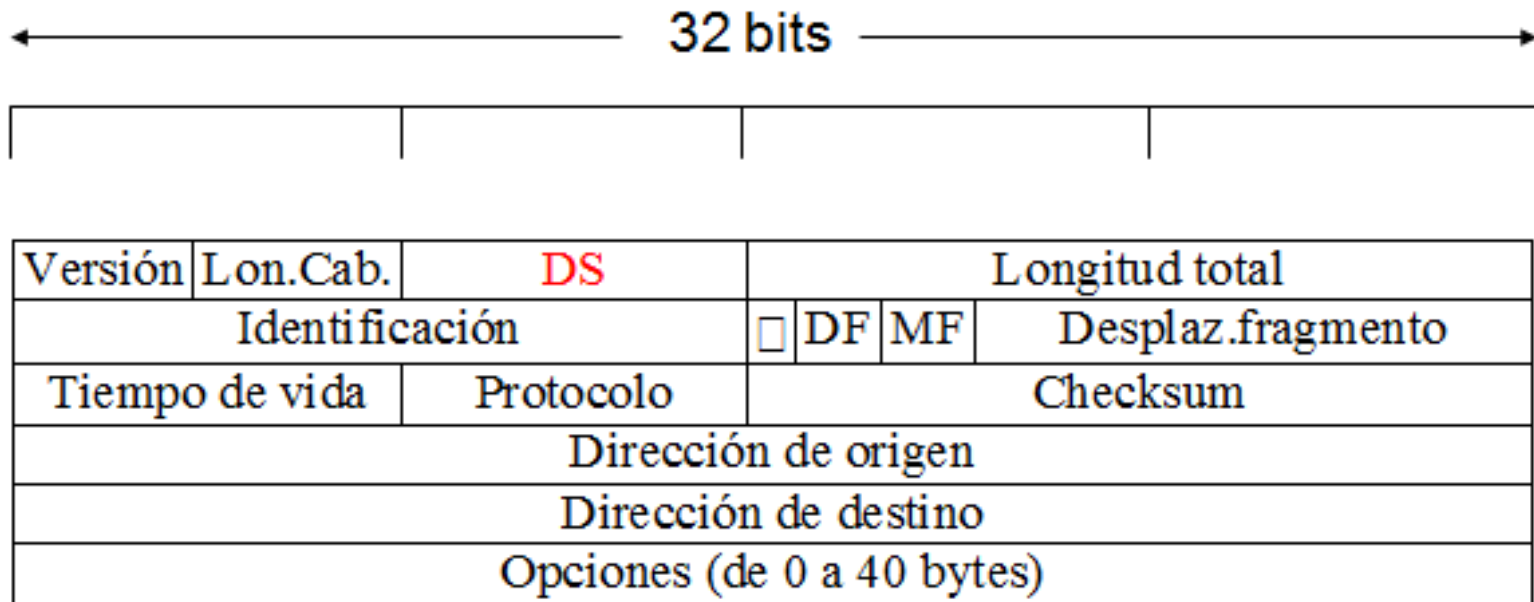 32 bits
Versión Lon.Cab. DS Longitud total
Identificación DF MF Desplaz.fragmento
Tiempo de vida Protocolo Checksum
Dirección de origen
Dirección de destino
Opciones (de 0 a 40 bytes)